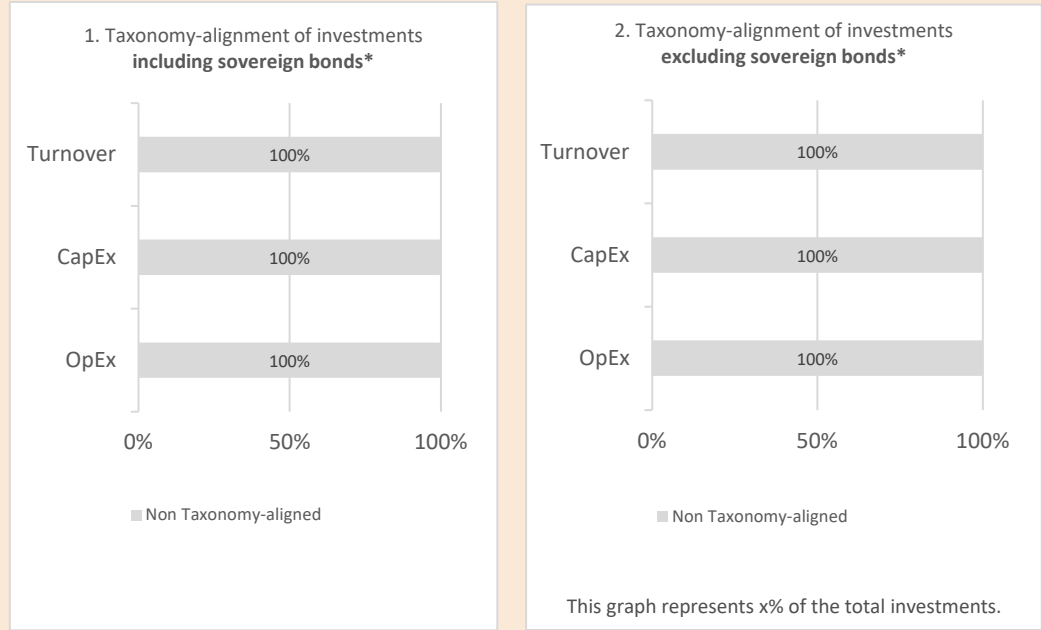 1. Taxonomy-alignment of investments
including sovereign bonds*
Turnover
100%
CapEx
100%
OpEx
100%
0% 50% 100%
Non Taxonomy-aligned
2. Taxonomy-alignment of investments
excluding sovereign bonds*
Turnover
100%
CapEx
100%
OpEx
100%
0% 50% 100%
Non Taxonomy-aligned
This graph represents x% of the total investments.